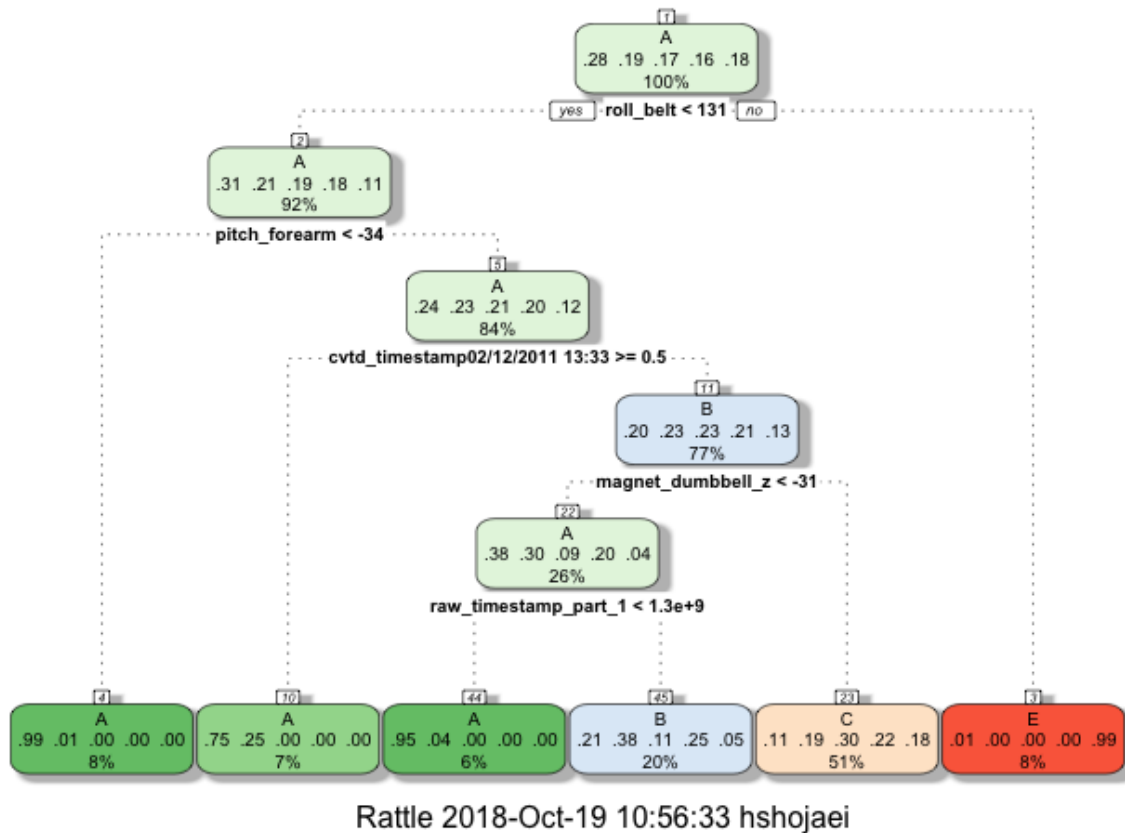 1
A
.28 .19 .17 .16 .18
100%
yes roll_belt < 131 no
2
A
.31 .21 .19 .18 .11
92%
pitch_forearm < -34
5
A
.24 .23 .21 .20 .12
84%
cvtd_timestamp02/12/2011 13:33 >= 0.5
11
B
.20 .23 .23 .21 .13
77%
magnet_dumbbell_z < -31
22
A
.38 .30 .09 .20 .04
26%
raw_timestamp_part_1 < 1.3e+9
4
A
.99 .01 .00 .00 .00
8%
10
A
.75 .25 .00 .00 .00
7%
44
A
.95 .04 .00 .00 .00
6%
45
B
.21 .38 .11 .25 .05
20%
23
C
.11 .19 .30 .22 .18
51%
3
E
.01 .00 .00 .00 .99
8%
Rattle 2018-Oct-19 10:56:33 hshojaei